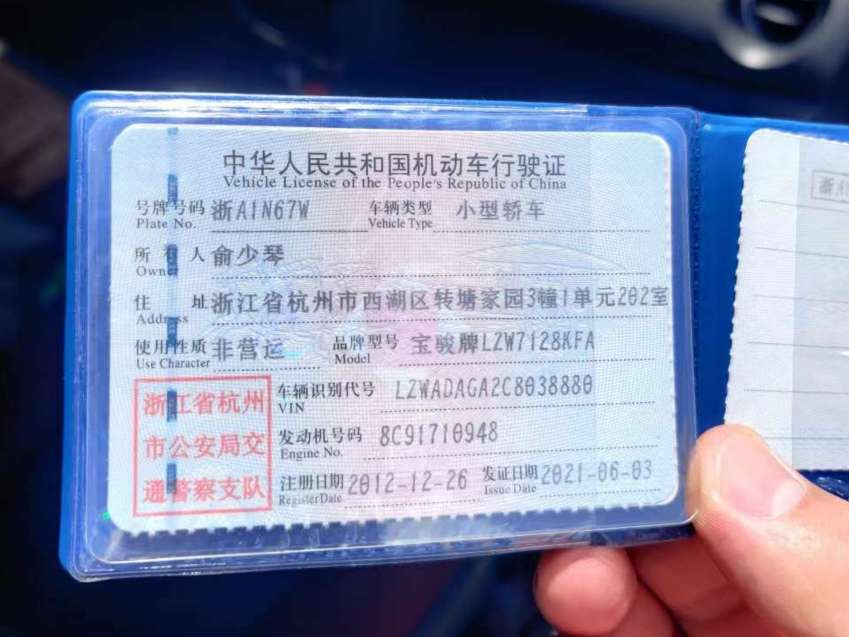 中华人民共和国机动车行驶证
Vehicle License of the People's Republic of China
号牌号码 浙A1N67W 车辆类型 小型轿车
Plate No. Vehicle Type
所有人 俞少琴
Owner
住址 浙江省杭州市西湖区转塘家园3幢1单元202室
Address
使用性质 非营运 品牌型号 宝骏牌LZW7128KFA
Use Character Model
浙江省杭州
市公安局交
通警察支队
车辆识别代号 LZWADAGA2C8038880
VIN
发动机号码 8C91710948
Engine No.
注册日期 2012-12-26 发证日期 2021-06-03
Register Date Issue Date